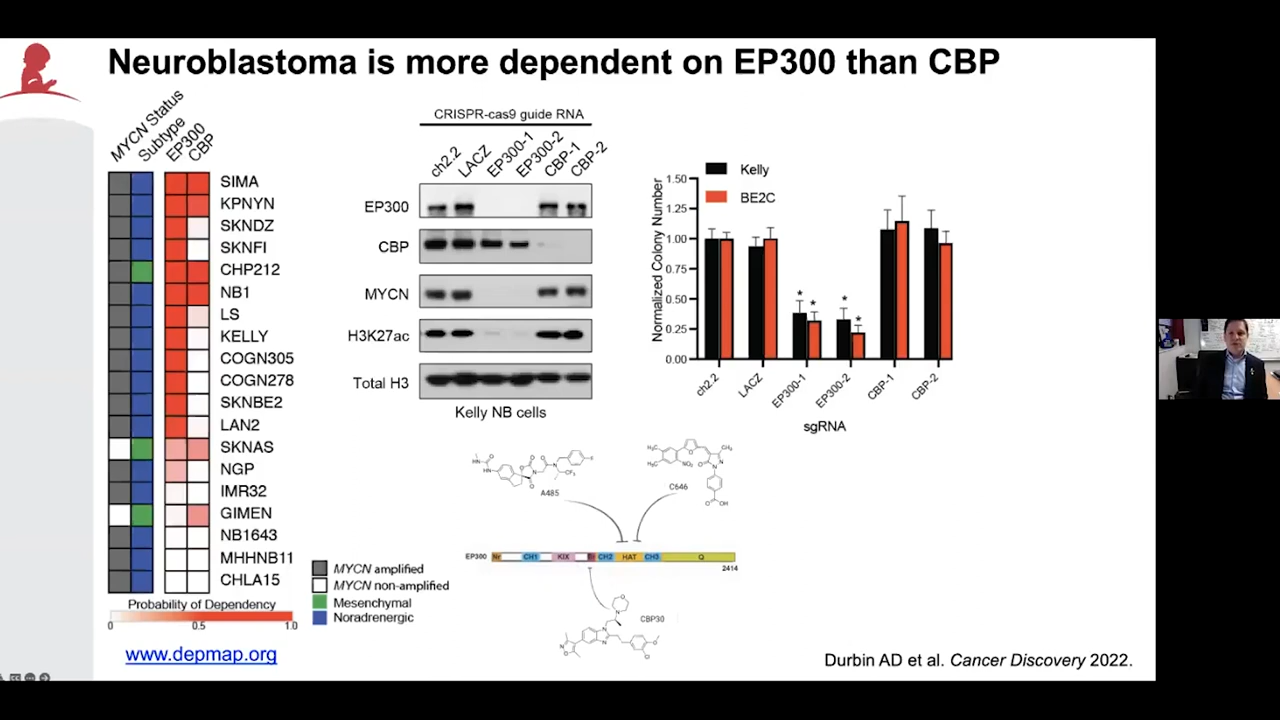 Neuroblastoma is more dependent on EP300 than CBP
MYCN Status
Subtype
EP300
CBP
SIMA
KPNYN
SKNDZ
SKNFI
CHP212
NB1
LS
KELLY
COGN305
COGN278
SKNBE2
LAN2
SKNAS
NGP
IMR32
GIMEN
NB1643
MHHNB11
CHLA15
Probability of Dependency
0 0.5 1.0
MYCN amplified
MYCN non-amplified
Mesenchymal
Noradrenergic
www.depmap.org
CRISPR-cas9 guide RNA
ch2.2
LACZ
EP300-1
EP300-2
CBP-1
CBP-2
EP300
CBP
MYCN
H3K27ac
Total H3
Kelly NB cells
Kelly
BE2C
Normalized Colony Number
1.50
1.25
1.00
0.75
0.50
0.25
0.00
* * * *
ch2.2
LACZ
EP300-1
EP300-2
CBP-1
CBP-2
sgRNA
A485
C646
H₃C
H₃C
NO₂
CH₃
OH
EP300 CH1 KIX CH2 HAT CH3 Q
2414
CBP30
Durbin AD et al. Cancer Discovery 2022.